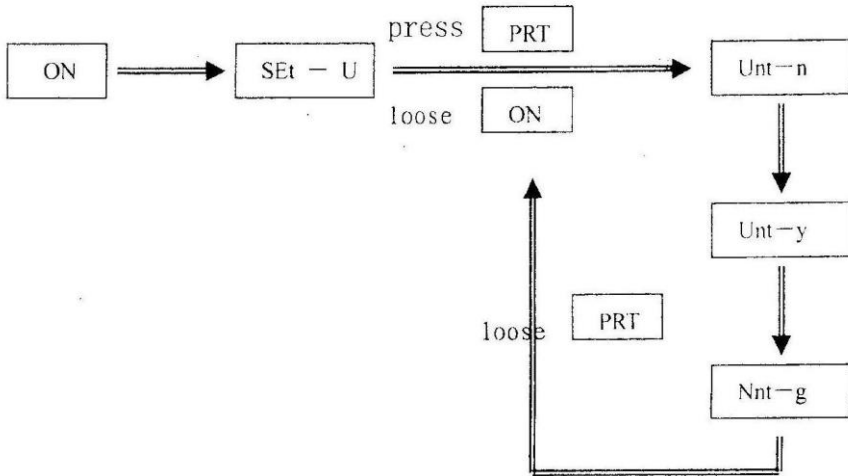 press PRT
ON SEt － U Unt－n
loose ON
Unt－y
loose PRT
Nnt－g